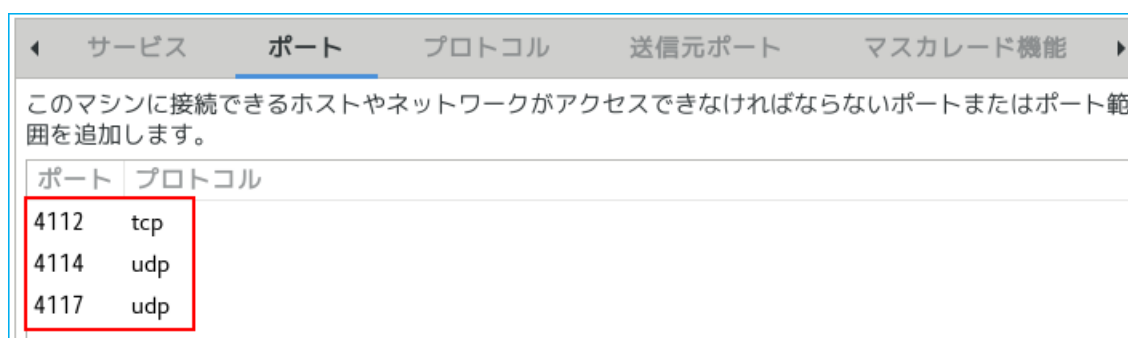 サービス ポート プロトコル 送信元ポート マスカレード機能
このマシンに接続できるホストやネットワークがアクセスできなければならないポートまたはポート範
囲を追加します。
ポート プロトコル
4112 tcp
4114 udp
4117 udp